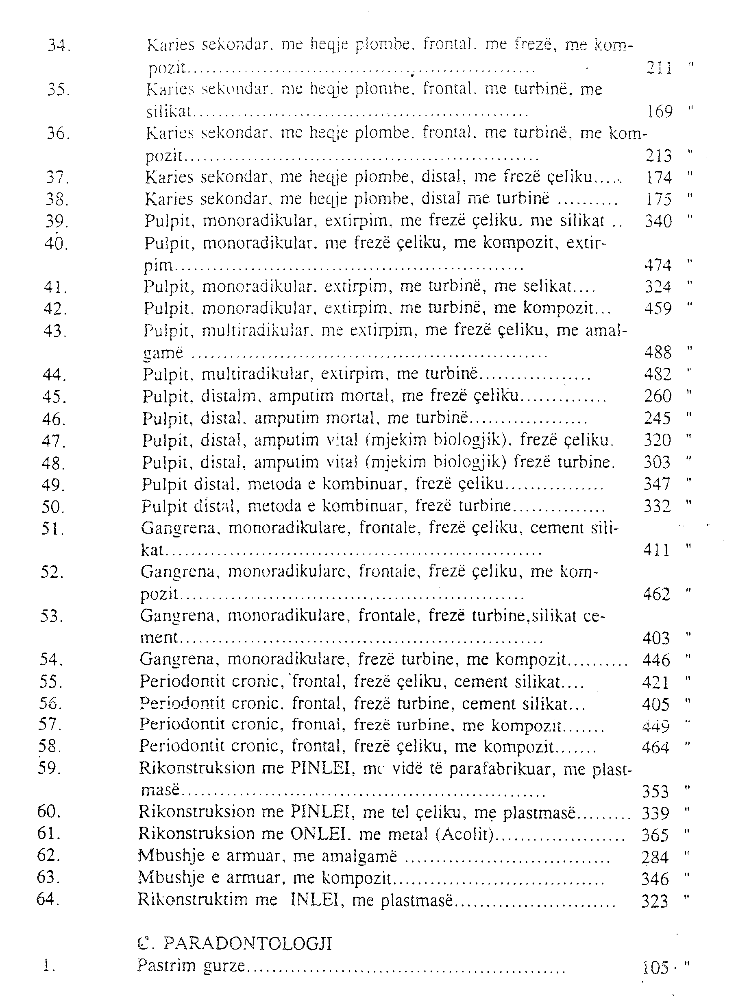 34. Karies sekondar. me heqje plombe. frontal. me frezë, me kom-
pozit....................................................... 211 "
35. Karies sekondar. me heqje plombe. frontal. me turbinë, me
silikat..................................................... 169 "
36. Karies sekondar. me heqje plombe. frontal. me turbinë, me kom-
pozit........................................................ 213 "
37. Karies sekondar, me heqje plombe, distal, me frezë çeliku..... 174 "
38. Karies sekondar. me heqje plombe, distal me turbinë .......... 175 "
39. Pulpit, monoradikular, extirpim, me frezë çeliku, me silikat .. 340 "
40. Pulpit, monoradikular, me frezë çeliku, me kompozit, extir-
pim....................................................... 474 "
41. Pulpit, monoradikular. extirpim, me turbinë, me selikat.... 324 "
42. Pulpit, monoradikular, extirpim, me turbinë, me kompozit... 459 "
43. Pulpit, multiradikular. me extirpim, me frezë çeliku, me amal-
gamë ........................................................ 488 "
44. Pulpit, multiradikular, extirpim, me turbinë.................. 482 "
45. Pulpit, distalm. amputim mortal, me frezë çeliku.............. 260 "
46. Pulpit, distal. amputim mortal, me turbinë................... 245 "
47. Pulpit, distal, amputim vital (mjekim biologjik), frezë çeliku. 320 "
48. Pulpit, distal, amputim vital (mjekim biologjik) frezë turbine. 303 "
49. Pulpit distal, metoda e kombinuar, frezë çeliku................ 347 "
50. Pulpit distal, metoda e kombinuar, frezë turbine............... 332 "
51. Gangrena, monoradikulare, frontale, frezë çeliku, cement sili-
kat............................................................ 411 "
52. Gangrena, monoradikulare, frontale, frezë çeliku, me kom-
pozit...................................................... 462 "
53. Gangrena, monoradikulare, frontale, frezë turbine,silikat ce-
ment.......................................................... 403 "
54. Gangrena, monoradikulare, frezë turbine, me kompozit.......... 446 "
55. Periodontit cronic, frontal, frezë çeliku, cement silikat.... 421 "
56. Periodontit cronic, frontal, frezë turbine, cement silikat... 405 "
57. Periodontit cronic, frontal, frezë turbine, me kompozit....... 449 "
58. Periodontit cronic, frontal, frezë çeliku, me kompozit....... 464 "
59. Rikonstruksion me PINLEI, me vidë të parafabrikuar, me plast-
masë.......................................................... 353 "
60. Rikonstruksion me PINLEI, me tel çeliku, me plastmasë......... 339 "
61. Rikonstruksion me ONLEI, me metal (Acolit)..................... 365 "
62. Mbushje e armuar, me amalgamë ................................. 284 "
63. Mbushje e armuar, me kompozit.................................. 346 "
64. Rikonstruktim me INLEI, me plastmasë.......................... 323 "
C. PARADONTOLOGJI
1. Pastrim gurze................................................... 105 "